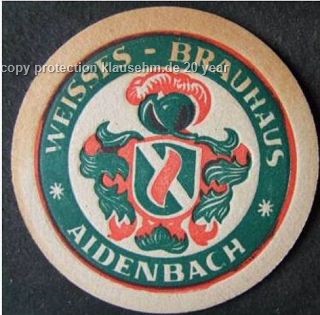 WEISSES - BRAUHAUS
copy protection klausehm.de 20 year
* AIDENBACH *